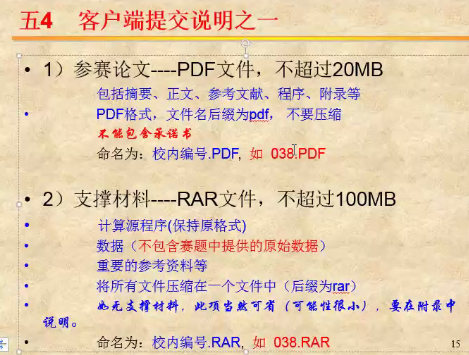 五4 客户端提交说明之一
• 1）参赛论文----PDF文件，不超过20MB
包括摘要、正文、参考文献、程序、附录等
• PDF格式，文件名后缀为pdf， 不要压缩
不能包含承诺书
命名为：校内编号.PDF, 如 038.PDF
• 2）支撑材料----RAR文件，不超过100MB
• 计算源程序(保持原格式)
• 数据（不包含赛题中提供的原始数据）
• 重要的参考资料等
• 将所有文件压缩在一个文件中（后缀为rar）
• 如无支撑材料，此项当然可省（可能性很小），要在附录中
说明。
• 命名为：校内编号.RAR, 如 038.RAR
15